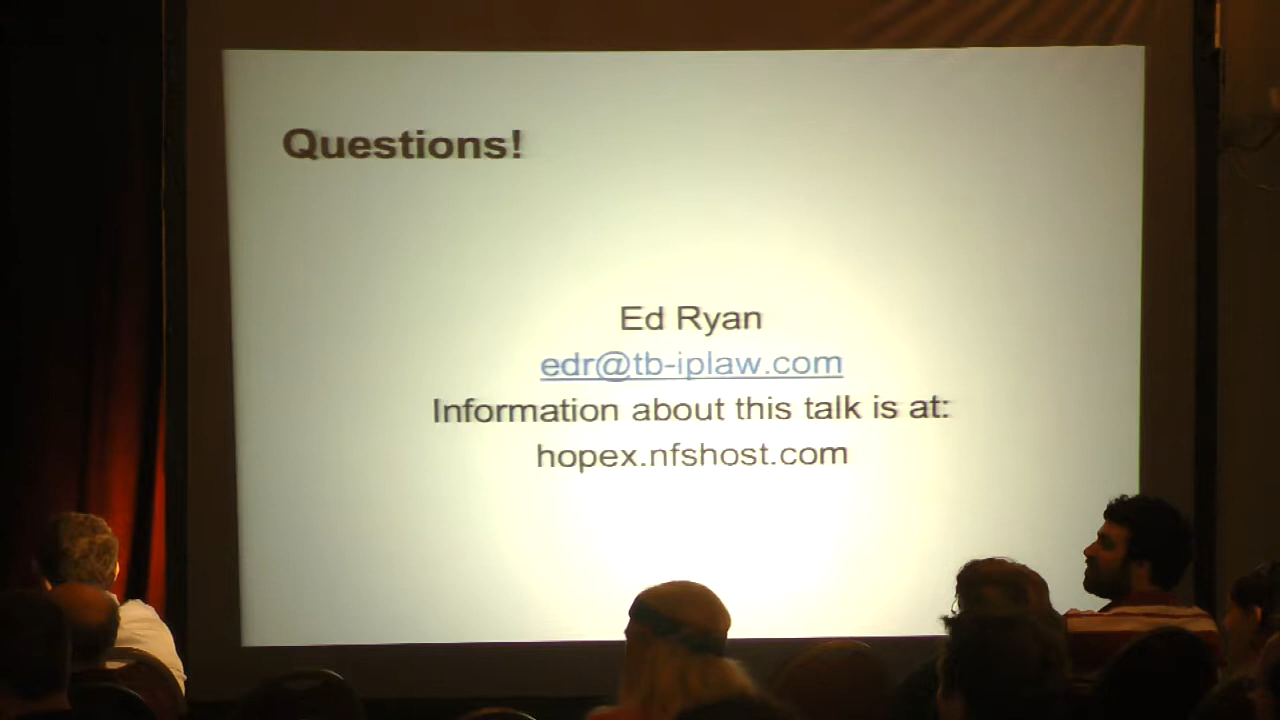 Questions!
Ed Ryan
edr@tb-iplaw.com
Information about this talk is at:
hopex.nfshost.com